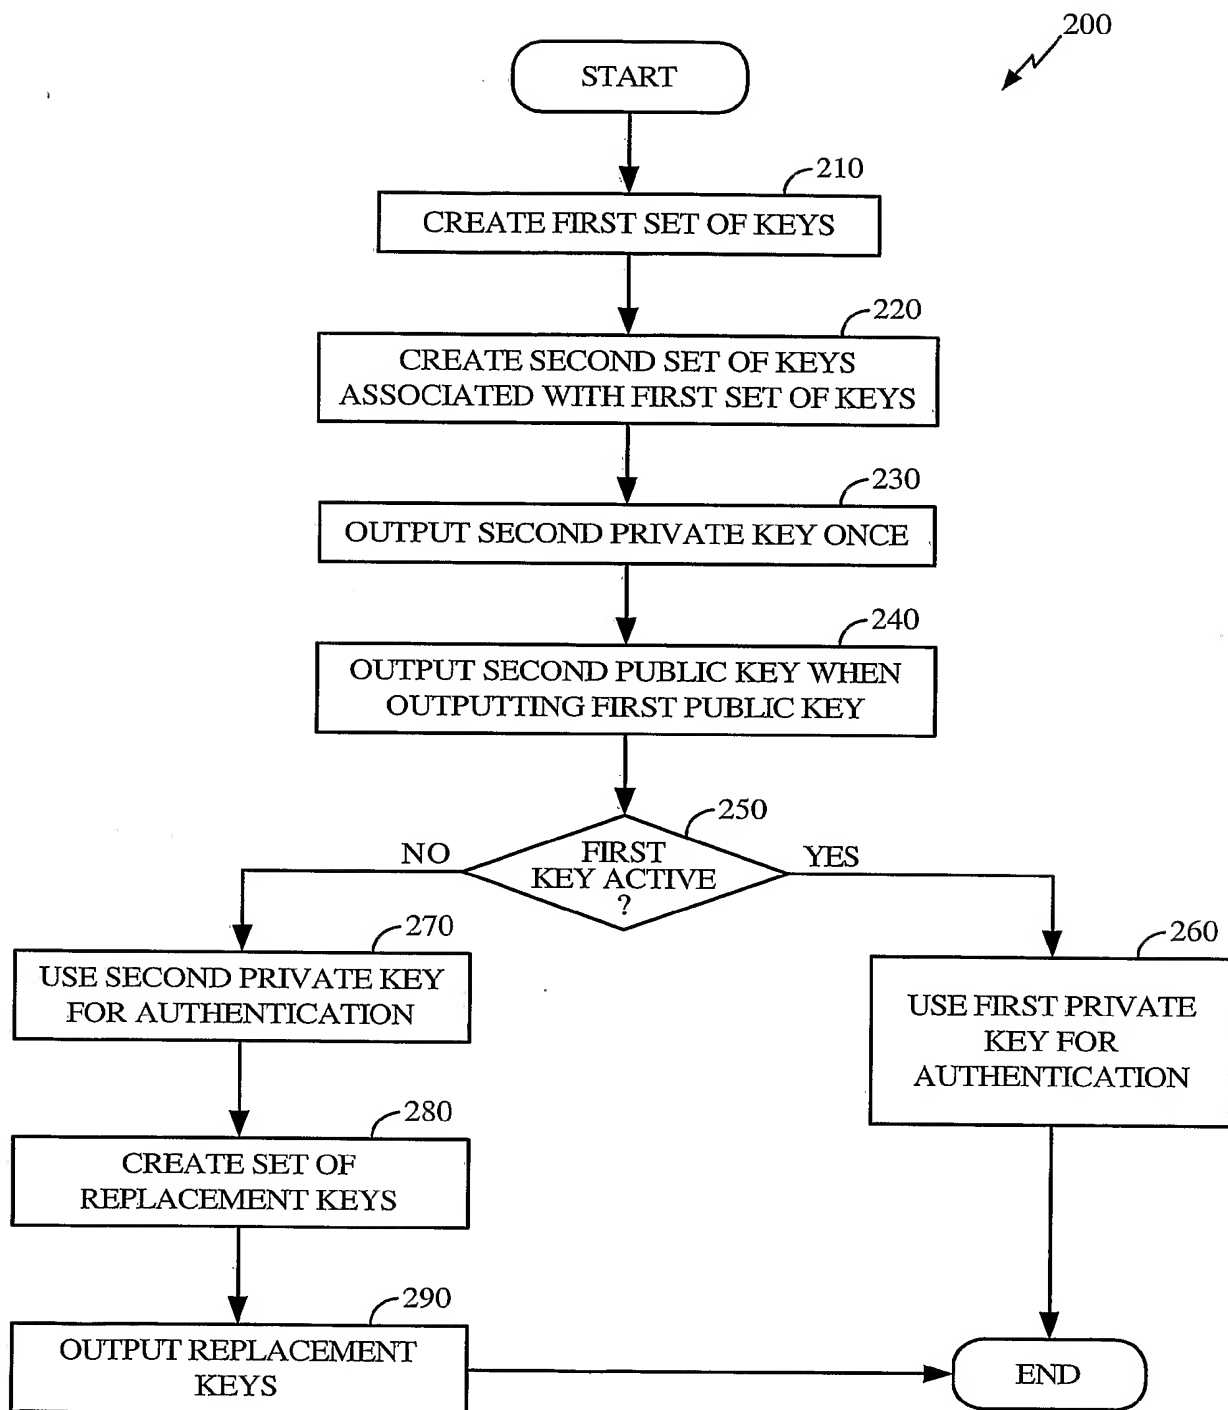 200
START
210
CREATE FIRST SET OF KEYS
220
CREATE SECOND SET OF KEYS
ASSOCIATED WITH FIRST SET OF KEYS
230
OUTPUT SECOND PRIVATE KEY ONCE
240
OUTPUT SECOND PUBLIC KEY WHEN
OUTPUTTING FIRST PUBLIC KEY
250
NO
FIRST
KEY ACTIVE
?
YES
270
USE SECOND PRIVATE KEY
FOR AUTHENTICATION
260
USE FIRST PRIVATE
KEY FOR
AUTHENTICATION
280
CREATE SET OF
REPLACEMENT KEYS
290
OUTPUT REPLACEMENT
KEYS
END